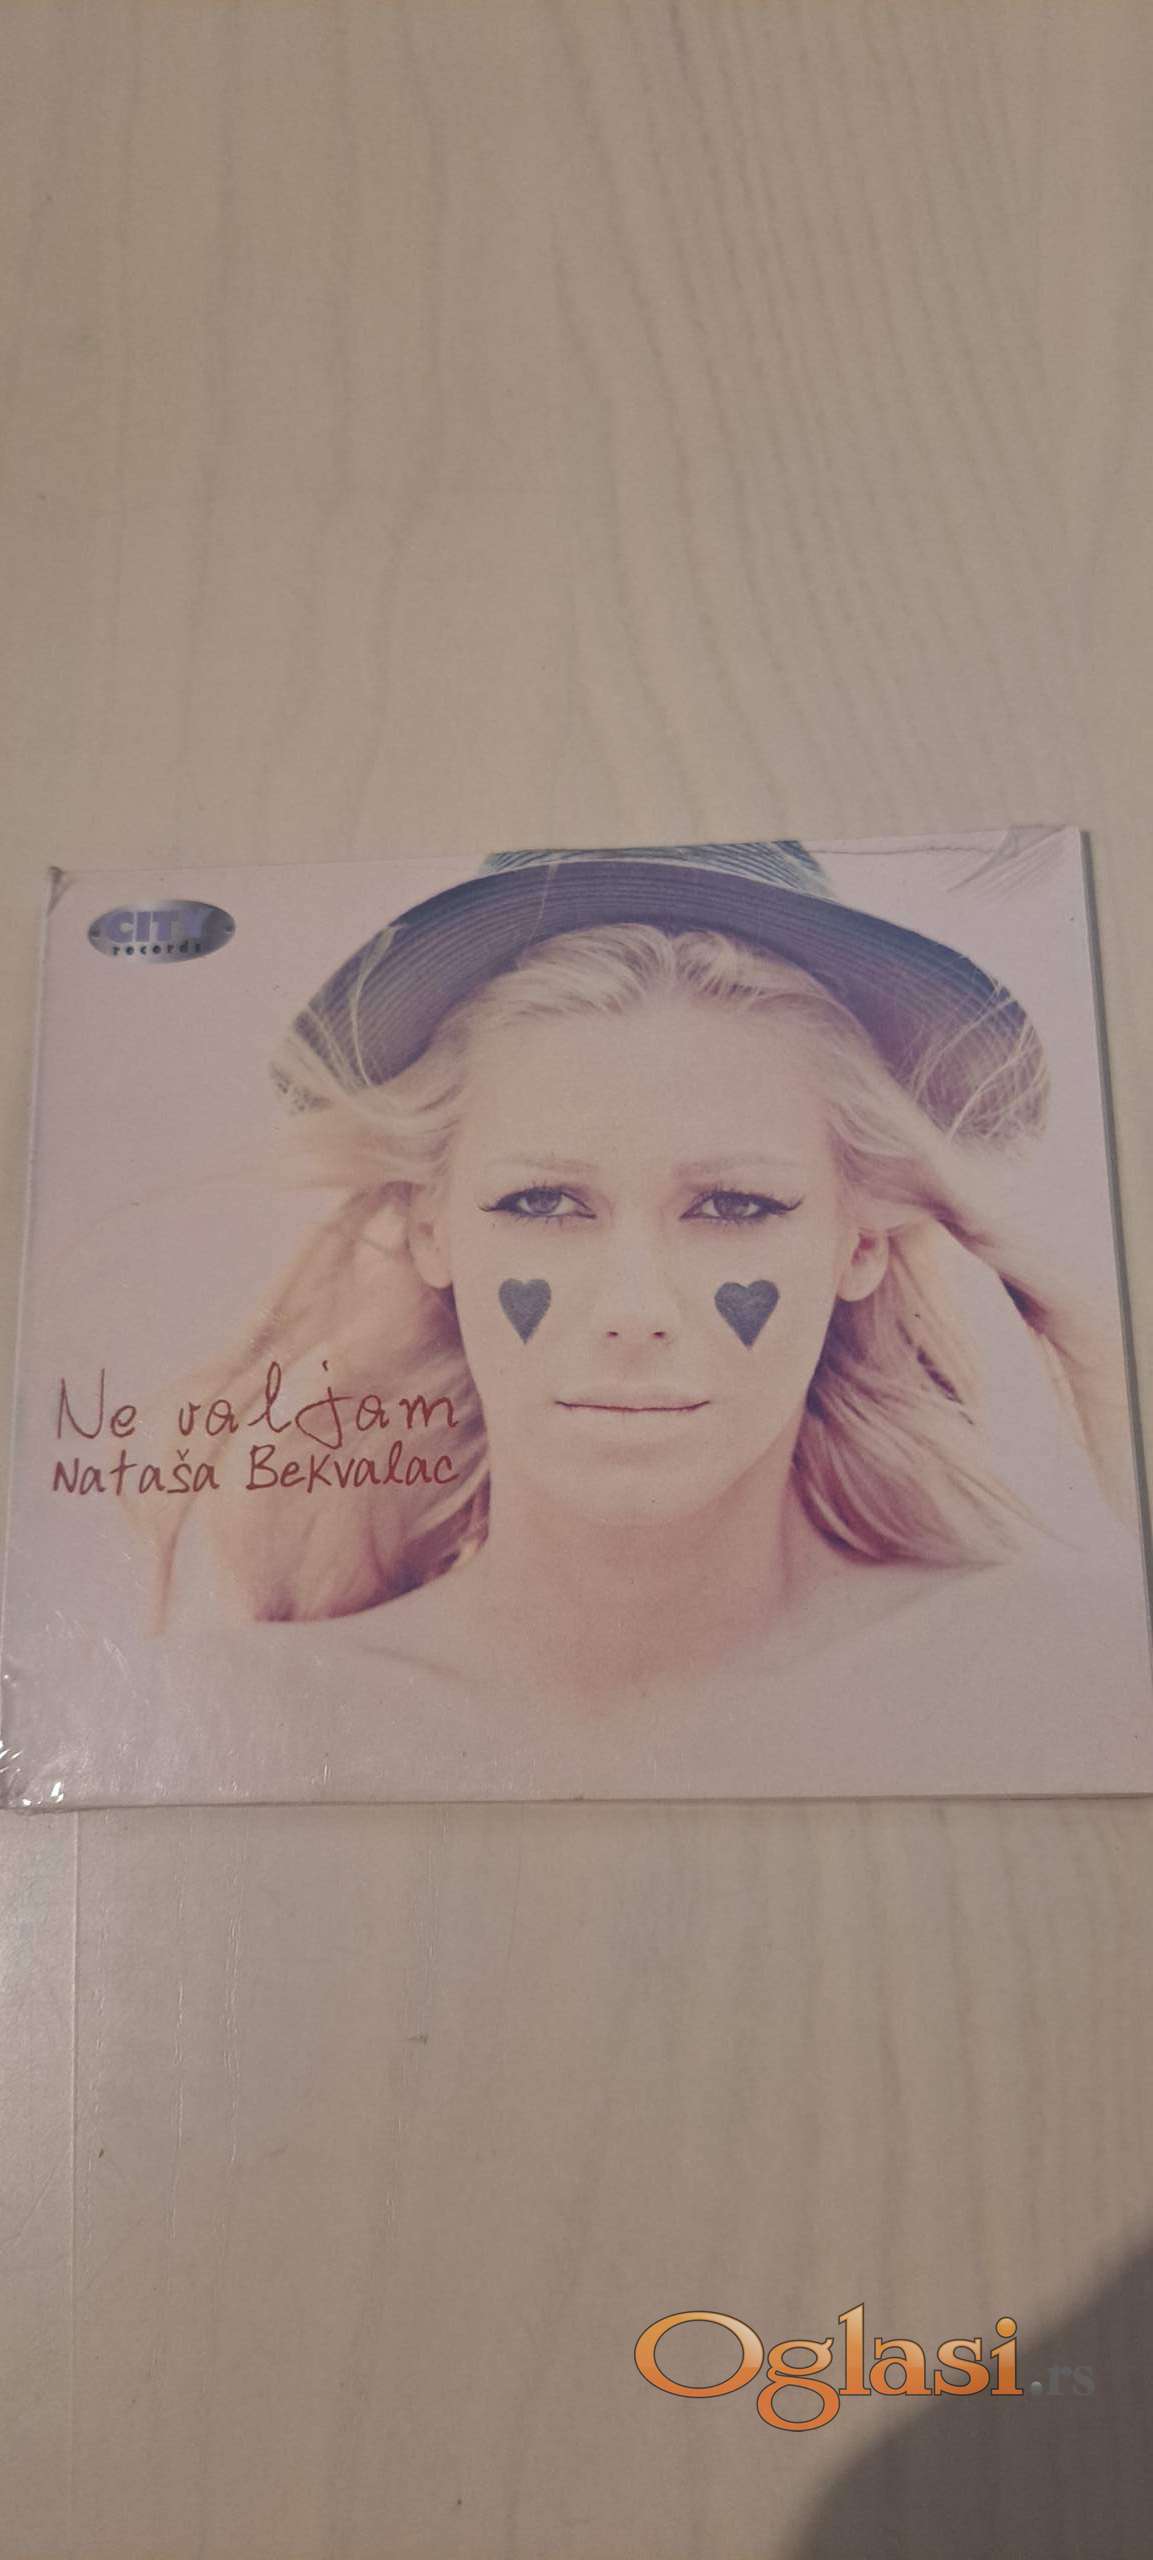 CITY
records
Ne valjam
Nataša Bekvalac
Oglasi.rs